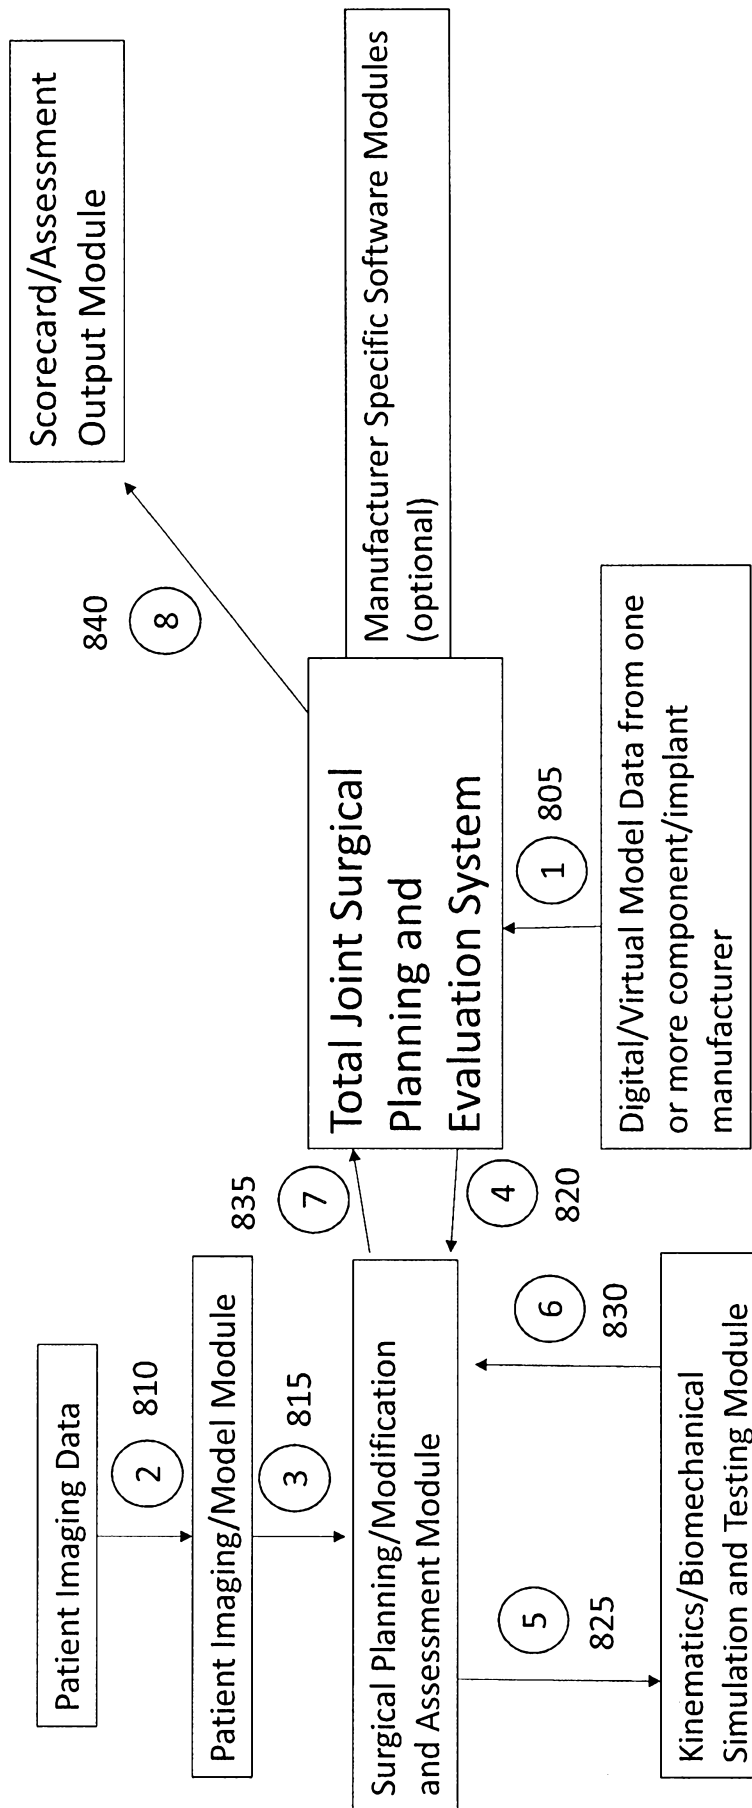 Patient Imaging Data
2
810
Patient Imaging/Model Module
3
815
Surgical Planning/Modification
and Assessment Module
5
825
6
830
Kinematics/Biomechanical
Simulation and Testing Module
835
7
4
820
Total Joint Surgical
Planning and
Evaluation System
1
805
Digital/Virtual Model Data from one
or more component/implant
manufacturer
Manufacturer Specific Software Modules
(optional)
840
8
Scorecard/Assessment
Output Module